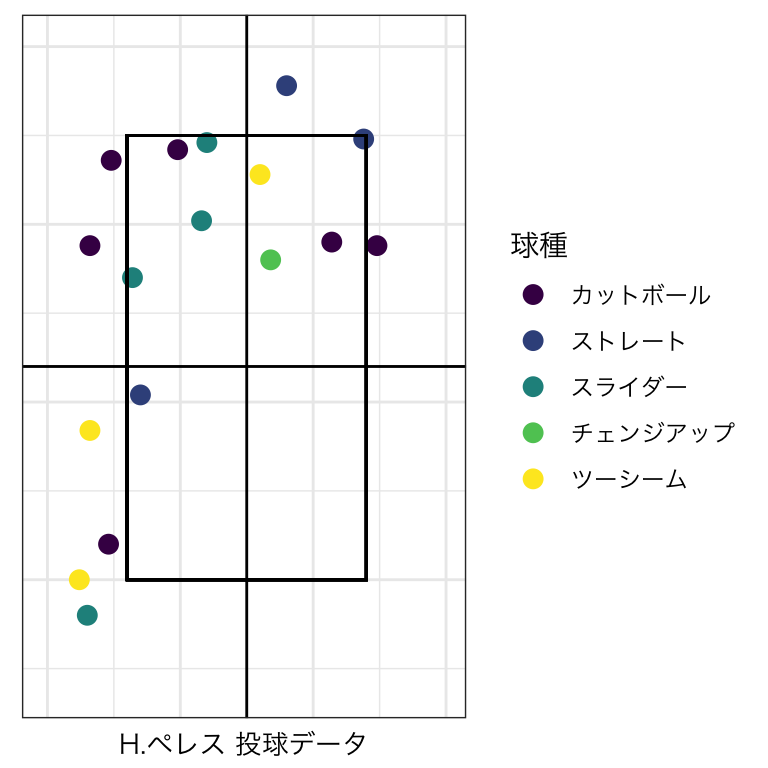 球種
カットボール
ストレート
スライダー
チェンジアップ
ツーシーム
H.ペレス 投球データ